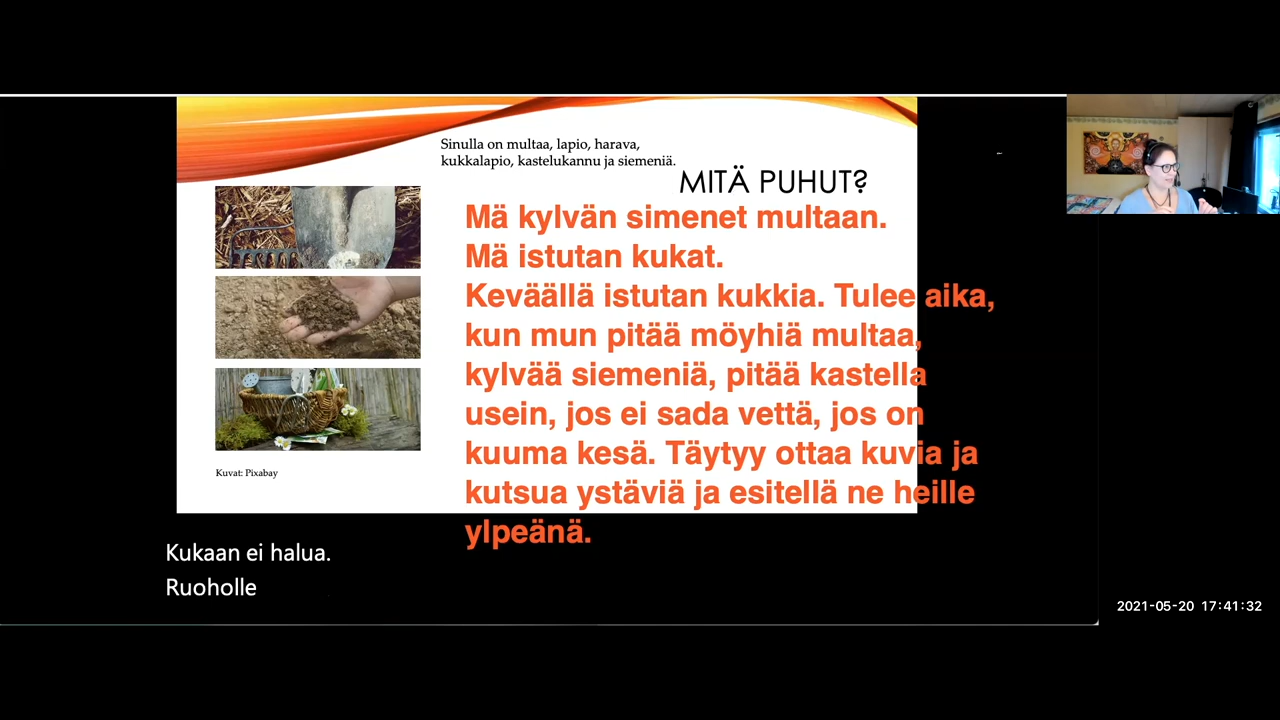 Sinulla on multaa, lapio, harava,
kukkalapio, kastelukannu ja siemeniä.
MITÄ PUHUT?
Mä kylvän simenet multaan.
Mä istutan kukat.
Keväällä istutan kukkia. Tulee aika,
kun mun pitää möyhiä multaa,
kylvää siemeniä, pitää kastella
usein, jos ei sada vettä, jos on
kuuma kesä. Täytyy ottaa kuvia ja
kutsua ystäviä ja esitellä ne heille
ylpeänä.
Kuvat: Pixabay
Kukaan ei halua.
Ruoholle
2021-05-20 17:41:32